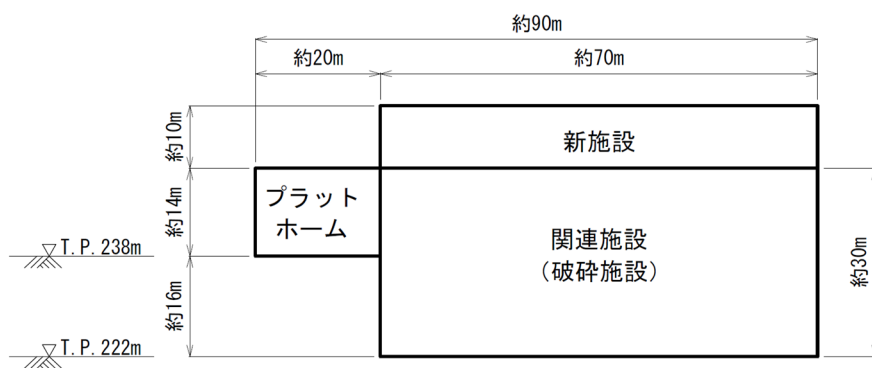 約90m
約20m
約70m
約10m
新施設
約14m
プラット
ホーム
関連施設
(破砕施設)
約30m
T.P.238m
約16m
T.P.222m